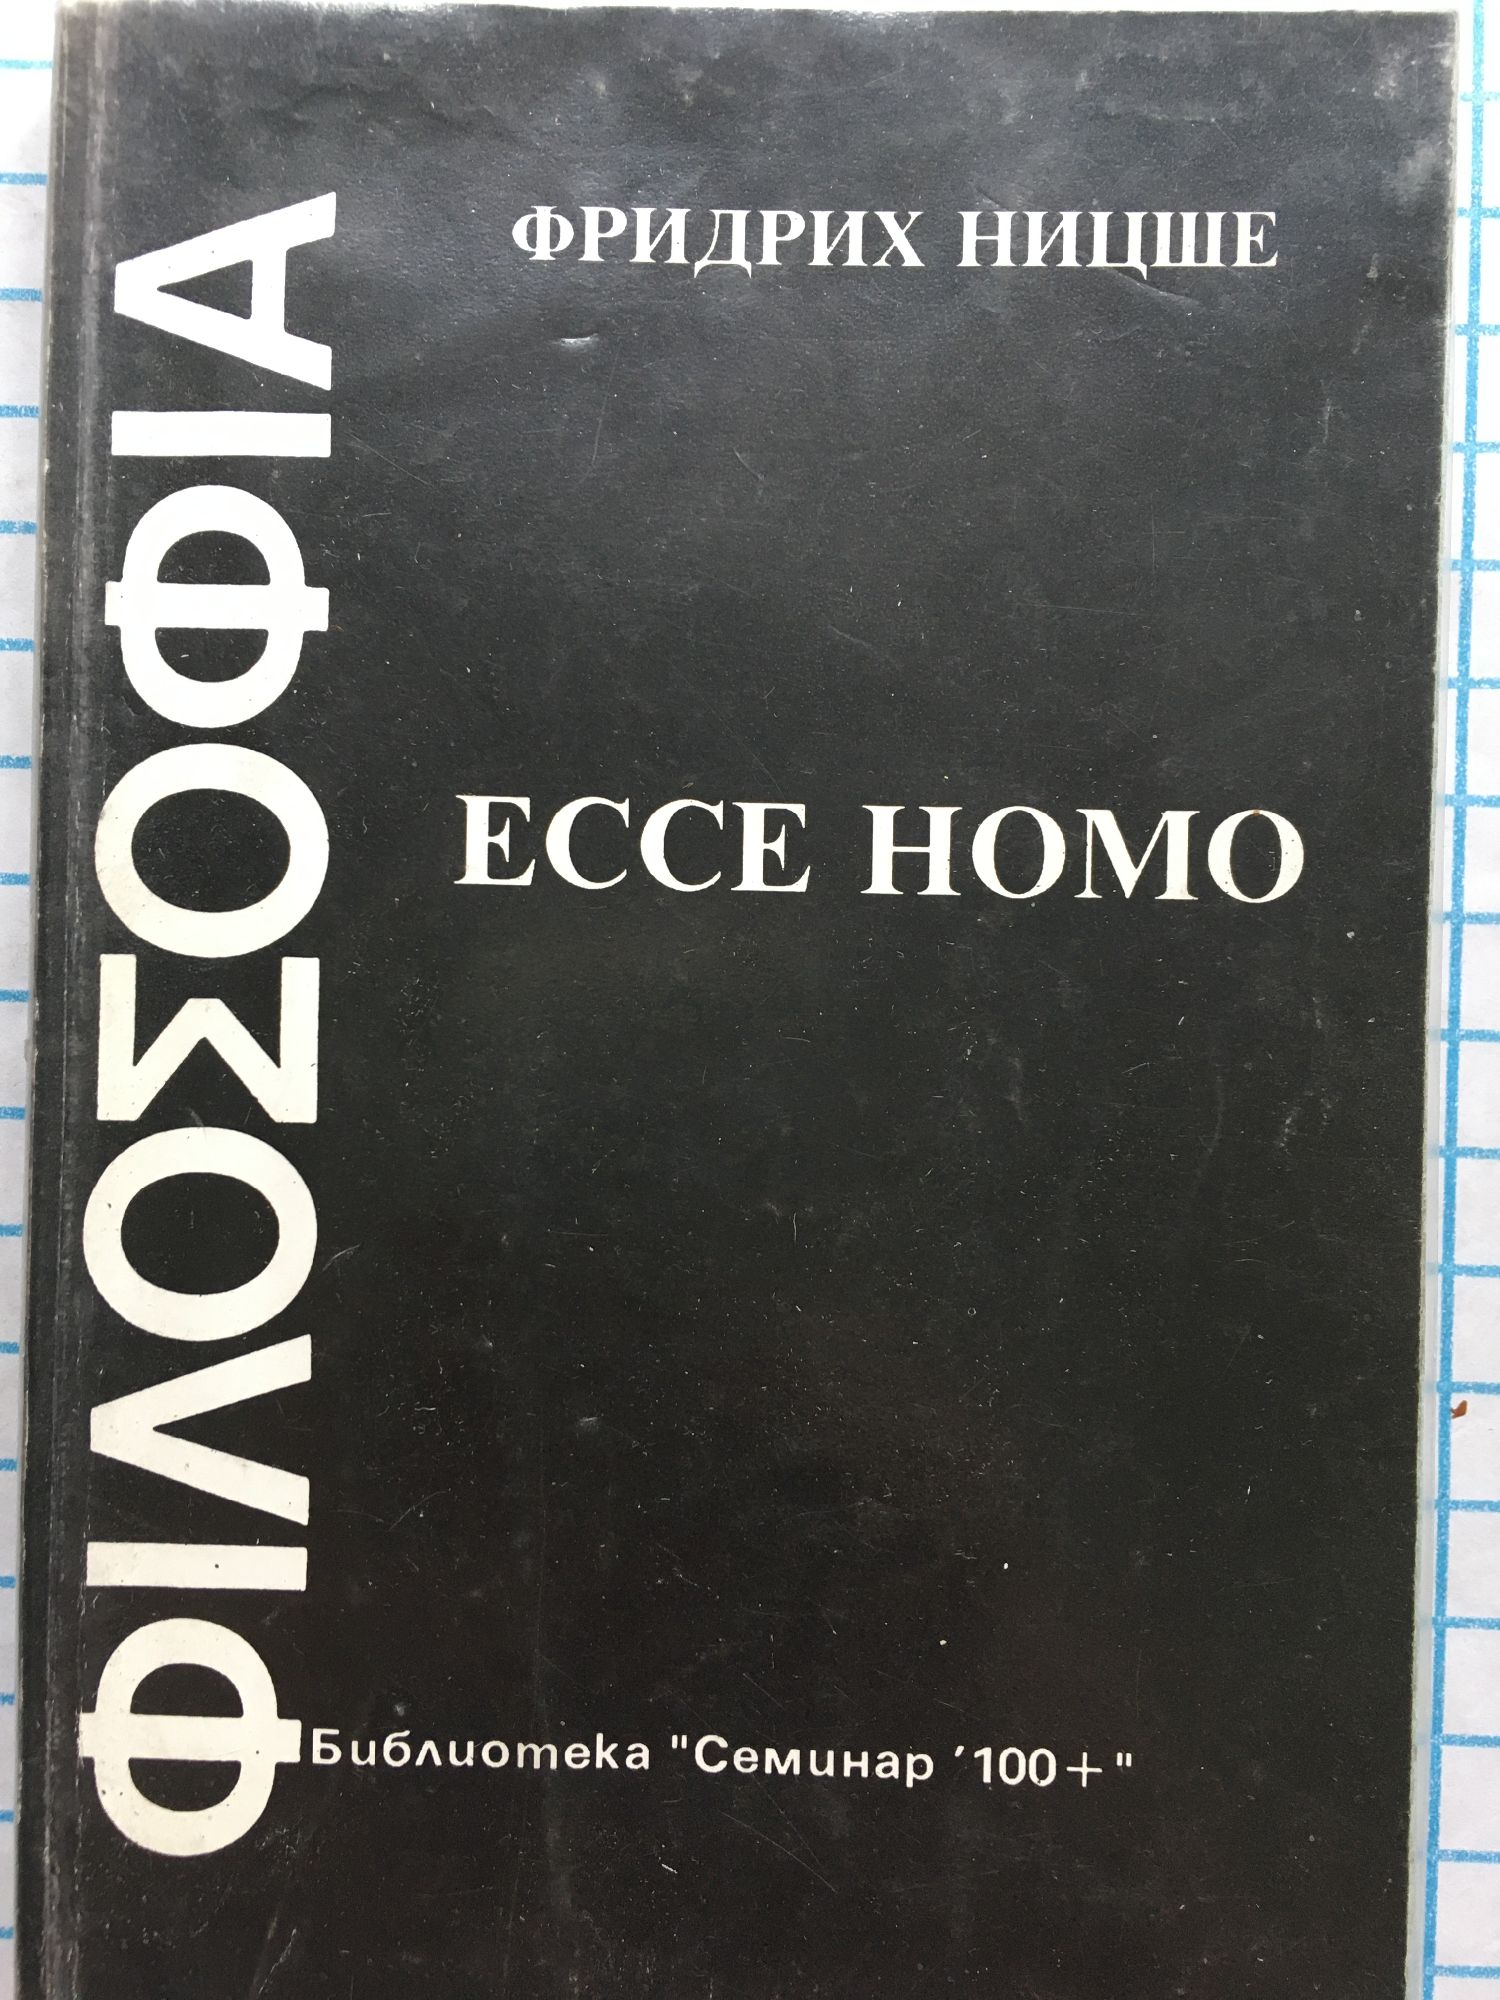 ФРИДРИХ НИЦШЕ
ECCE HOMO
ΦΙΛΟΣΟΦΙΑ
Библиотека "Семинар '100+"